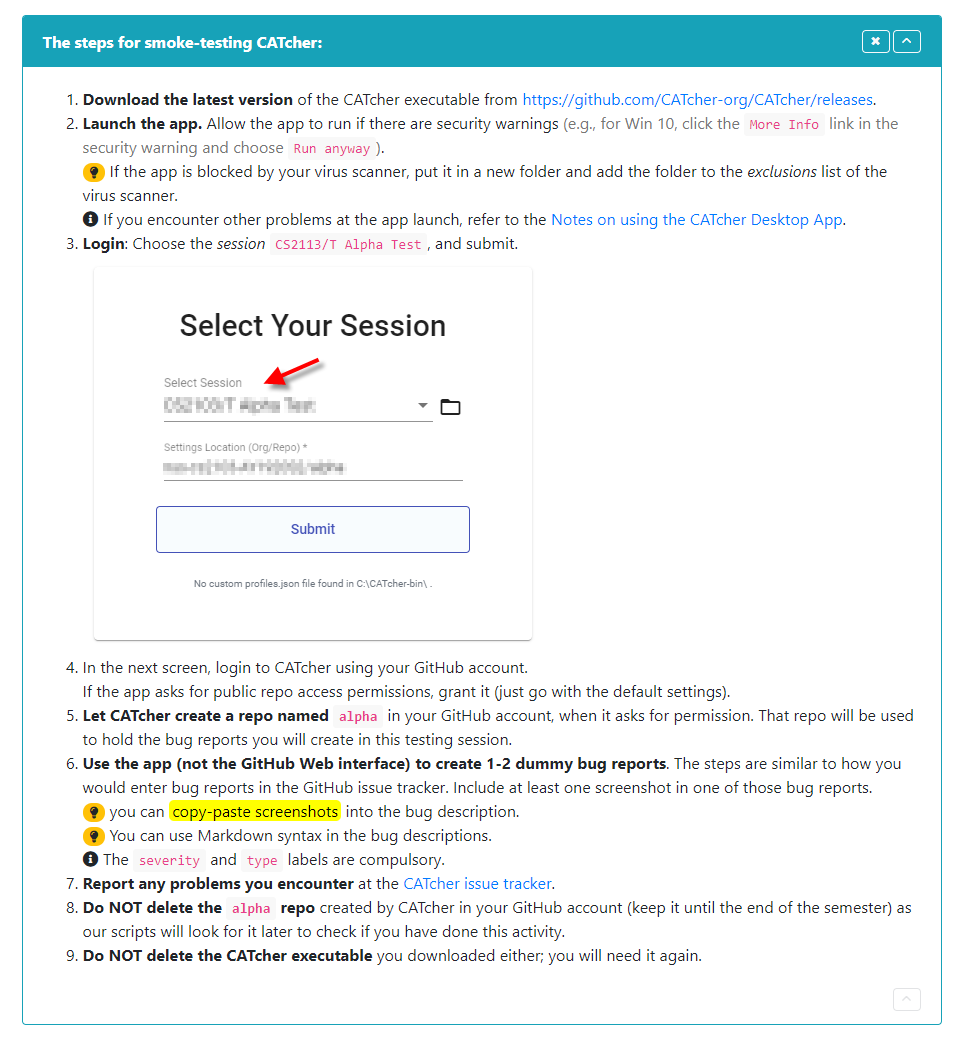 The steps for smoke-testing CATcher:
1. Download the latest version of the CATcher executable from https://github.com/CATcher-org/CATcher/releases.
2. Launch the app. Allow the app to run if there are security warnings (e.g., for Win 10, click the More Info link in the
security warning and choose Run anyway ).
If the app is blocked by your virus scanner, put it in a new folder and add the folder to the exclusions list of the
virus scanner.
If you encounter other problems at the app launch, refer to the Notes on using the CATcher Desktop App.
3. Login: Choose the session CS2113/T Alpha Test , and submit.
Select Your Session
Select Session
Settings Location (Org/Repo) *
Submit
No custom profiles.json file found in C:\CATcher-bin\ .
4. In the next screen, login to CATcher using your GitHub account.
If the app asks for public repo access permissions, grant it (just go with the default settings).
5. Let CATcher create a repo named alpha in your GitHub account, when it asks for permission. That repo will be used
to hold the bug reports you will create in this testing session.
6. Use the app (not the GitHub Web interface) to create 1-2 dummy bug reports. The steps are similar to how you
would enter bug reports in the GitHub issue tracker. Include at least one screenshot in one of those bug reports.
you can copy-paste screenshots into the bug description.
You can use Markdown syntax in the bug descriptions.
The severity and type labels are compulsory.
7. Report any problems you encounter at the CATcher issue tracker.
8. Do NOT delete the alpha repo created by CATcher in your GitHub account (keep it until the end of the semester) as
our scripts will look for it later to check if you have done this activity.
9. Do NOT delete the CATcher executable you downloaded either; you will need it again.